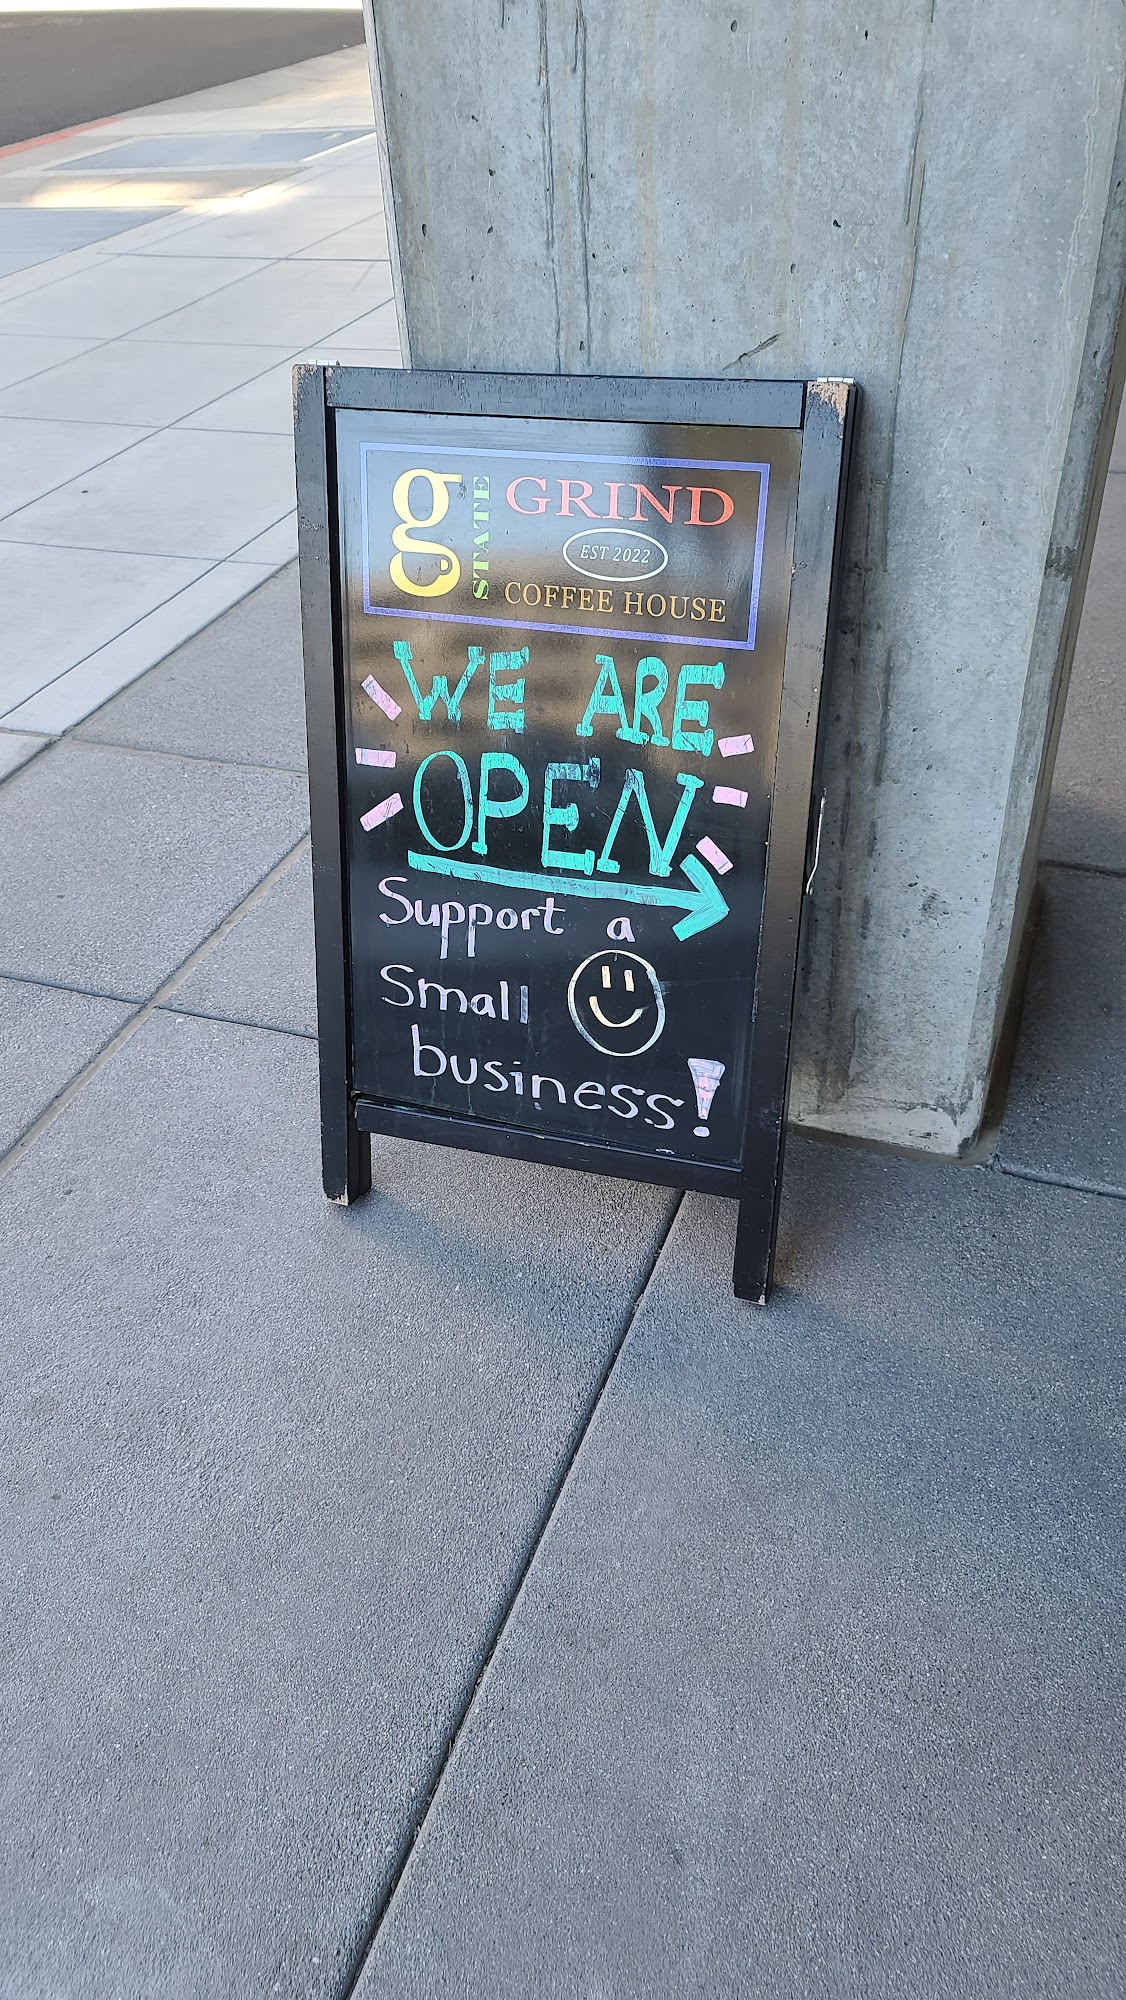 g STATE GRIND
EST 2022
COFFEE HOUSE
WE ARE
OPEN
Support a
Small
business!